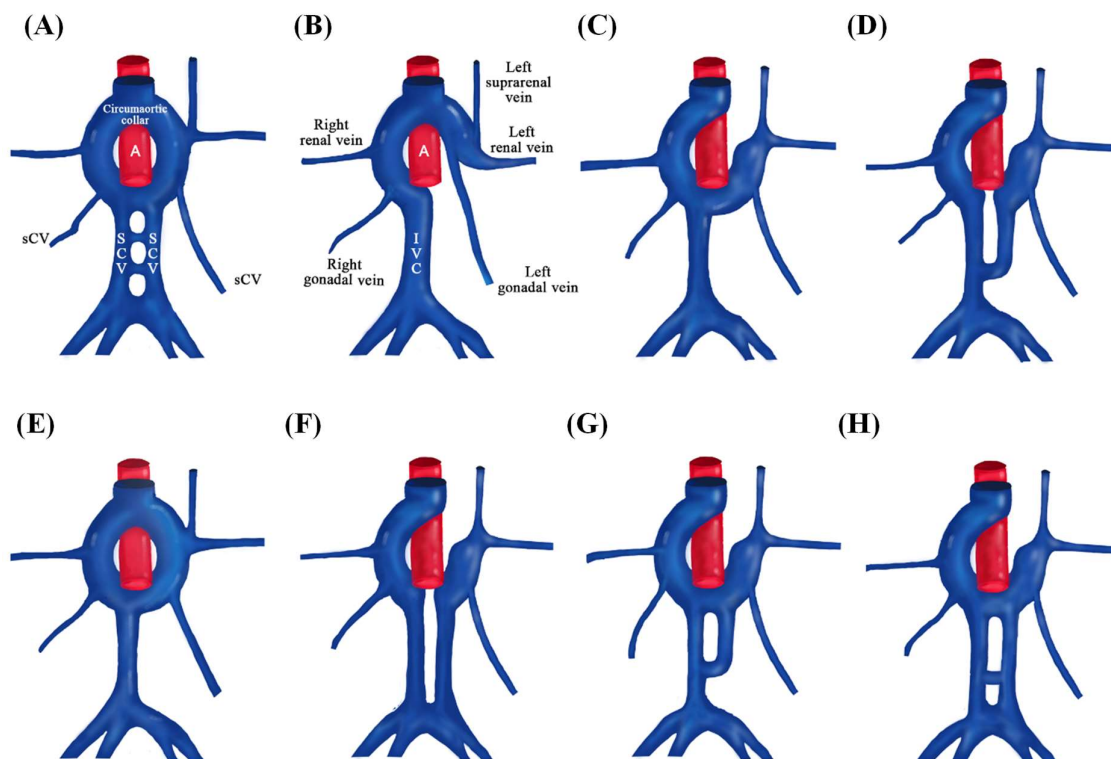 (A)
(B)
(C)
(D)
Circumaortic
collar
A
sCV
S
C
V
S
C
V
sCV
Left
suprarenal
vein
Right
renal vein
A
Left
renal vein
I
V
C
Right
gonadal vein
Left
gonadal vein
(E)
(F)
(G)
(H)